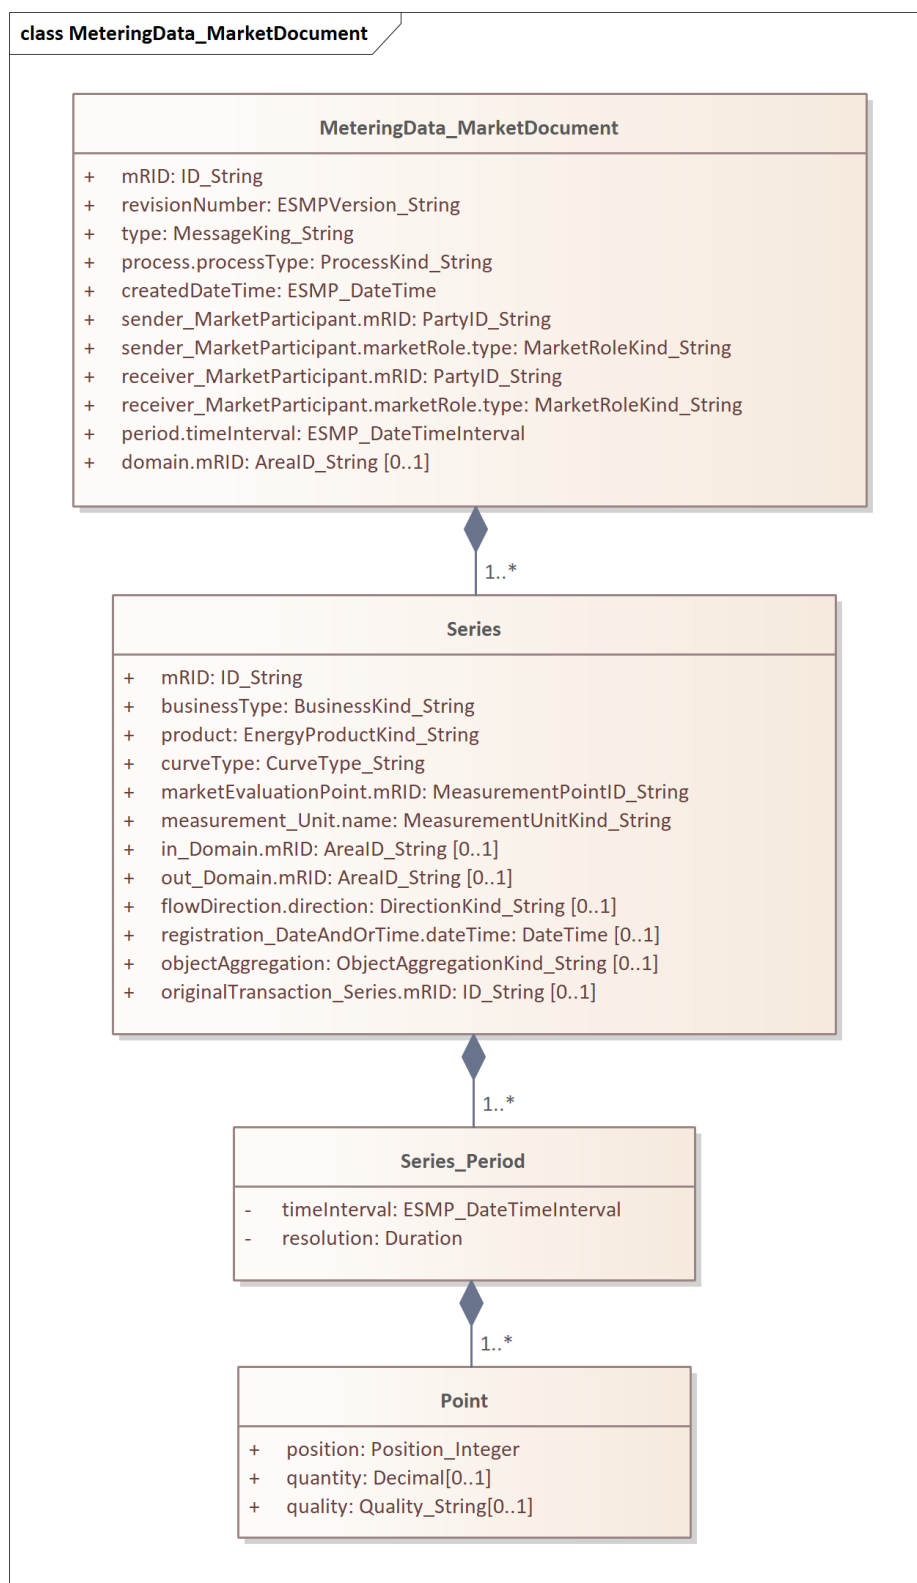 class MeteringData_MarketDocument
MeteringData_MarketDocument
+ mRID: ID_String
+ revisionNumber: ESMPVersion_String
+ type: MessageKing_String
+ process.processType: ProcessKind_String
+ createdDateTime: ESMP_DateTime
+ sender_MarketParticipant.mRID: PartyID_String
+ sender_MarketParticipant.marketRole.type: MarketRoleKind_String
+ receiver_MarketParticipant.mRID: PartyID_String
+ receiver_MarketParticipant.marketRole.type: MarketRoleKind_String
+ period.timeInterval: ESMP_DateTimeInterval
+ domain.mRID: AreaID_String [0..1]
1..*
Series
+ mRID: ID_String
+ businessType: BusinessKind_String
+ product: EnergyProductKind_String
+ curveType: CurveType_String
+ marketEvaluationPoint.mRID: MeasurementPointID_String
+ measurement_Unit.name: MeasurementUnitKind_String
+ in_Domain.mRID: AreaID_String [0..1]
+ out_Domain.mRID: AreaID_String [0..1]
+ flowDirection.direction: DirectionKind_String [0..1]
+ registration_DateAndOrTime.dateTime: DateTime [0..1]
+ objectAggregation: ObjectAggregationKind_String [0..1]
+ originalTransaction_Series.mRID: ID_String [0..1]
1..*
Series_Period
- timeInterval: ESMP_DateTimeInterval
- resolution: Duration
1..*
Point
+ position: Position_Integer
+ quantity: Decimal[0..1]
+ quality: Quality_String[0..1]